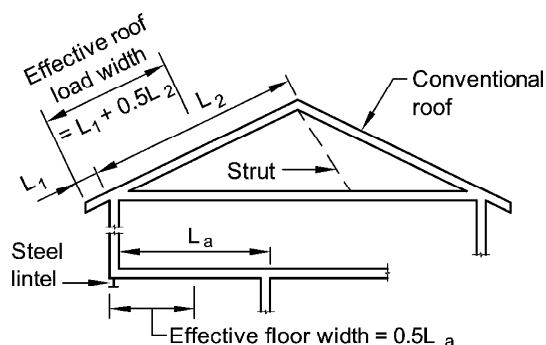 Effective roof
load width
= L1 + 0.5L2
L1
L2
Conventional
roof
Strut
La
Steel
lintel
Effective floor width = 0.5L a